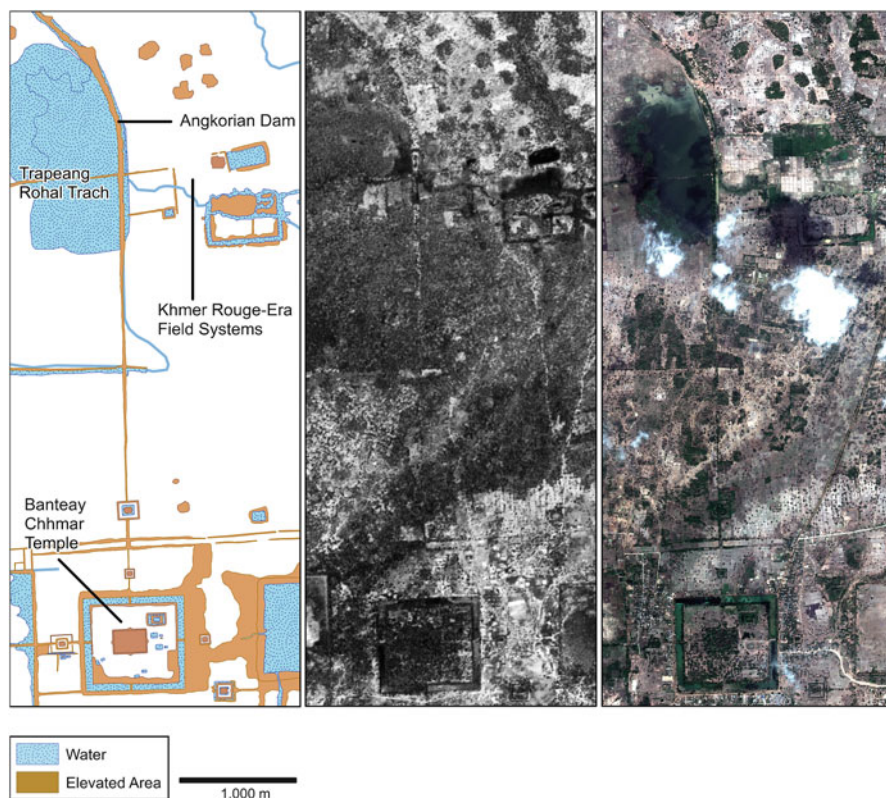 Angkorian Dam
Trapeang
Rohal Trach
Khmer Rouge-Era
Field Systems
Banteay
Chhmar
Temple
Water
Elevated Area
1,000 m